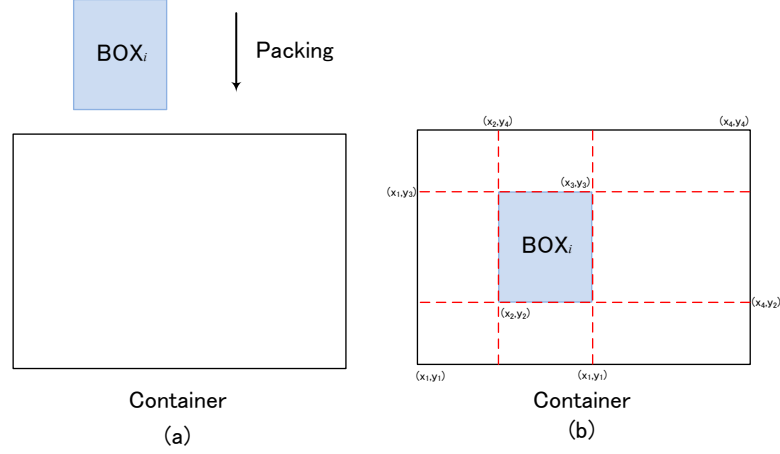 BOXi
Packing
Container
(a)
(x2,y4)
(x4,y4)
(x1,y3)
(x3,y3)
BOXi
(x2,y2)
(x4,y2)
(x1,y1)
(x1,y1)
Container
(b)